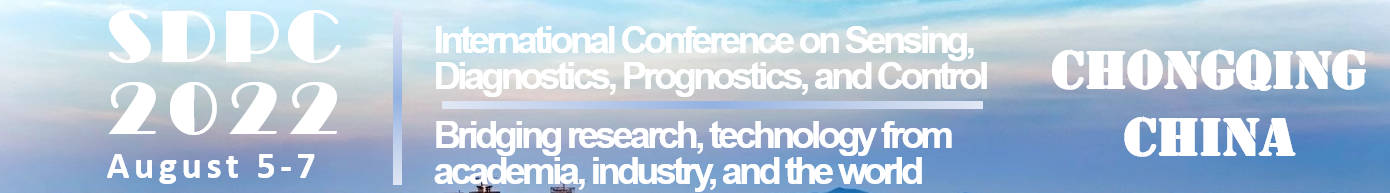 SDPC
2022
August 5-7
International Conference on Sensing,
Diagnostics, Prognostics, and Control
Bridging research, technology from
academia, industry, and the world
CHONGQING
CHINA